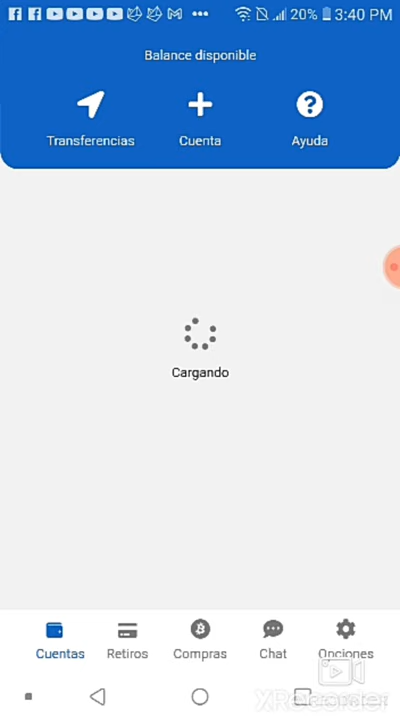 20% 3:40 PM
Balance disponible
Transferencias Cuenta Ayuda
Cargando
Cuentas Retiros Compras Chat Opciones
XRecorder